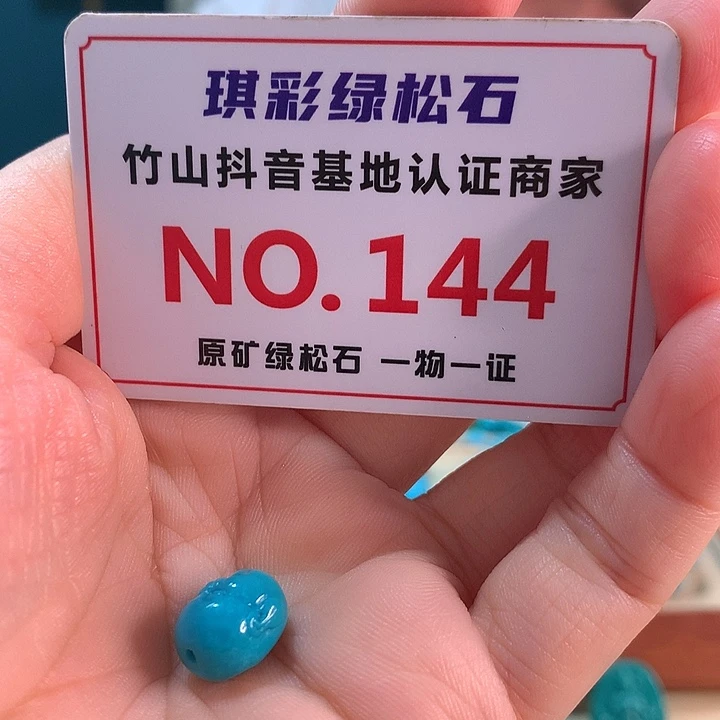 琪彩绿松石
竹山抖音基地认证商家
NO.144
原矿绿松石 一物一证